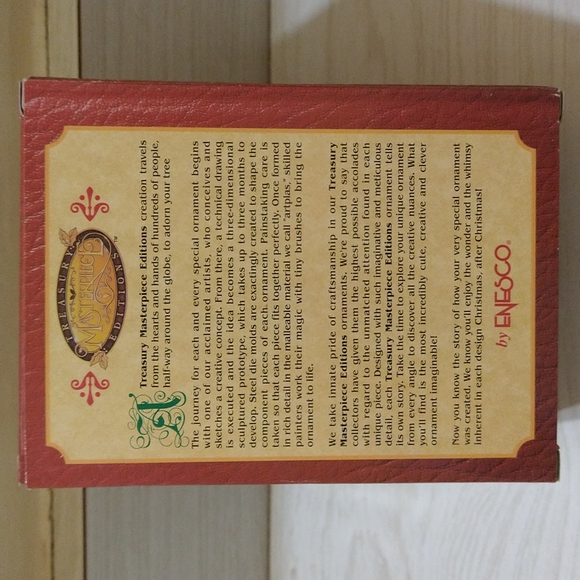 TREASURY
MASTERPIECE
EDITIONS™
A Treasury Masterpiece Editions creation travels
from the hearts and hands of hundreds of people,
halfway around the globe, to adorn your tree
The journey for each and every special ornament begins
with one of our acclaimed artists, who conceives and
sketches a creative concept. From there, a technical drawing
is executed and the idea becomes a three-dimensional
sculptured prototype, which takes up to three months to
develop. Steel die molds are exactingly created to shape the
component pieces of each ornament. Painstaking care is
taken so that each piece fits together perfectly. Once formed
in rich detail in the malleable material we call "artplas," skilled
painters work their magic with tiny brushes to bring the
ornament to life.
We take innate pride of craftsmanship in our Treasury
Masterpiece Editions ornaments. We're proud to say that
collectors have given them the highest possible accolades
with regard to the unmatched attention found in each
unique piece. Designed with such imaginative and meticulous
detail, each Treasury Masterpiece Editions ornament tells
its own story. Take the time to explore your unique ornament
from every angle to discover all the creative nuances. What
you'll find is the most incredibly cute, creative and clever
ornament imaginable!
Now you know the story of how your very special ornament
was created. We know you'll enjoy the wonder and the whimsy
inherent in each design Christmas, after Christmas!
by ENESCO®